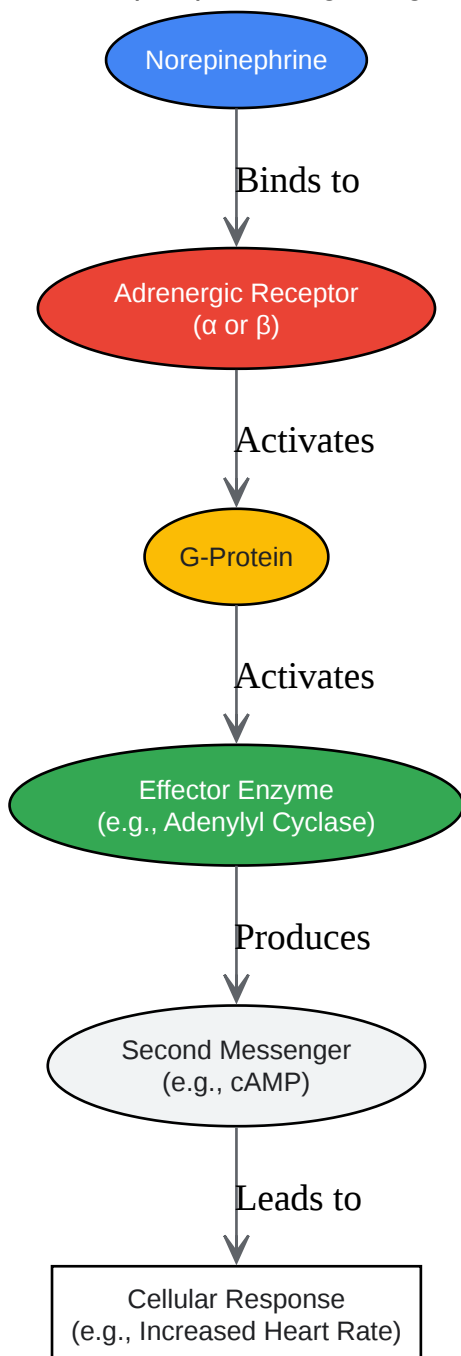 Norepinephrine
Binds to
Adrenergic Receptor
(α or β)
Activates
G-Protein
Activates
Effector Enzyme
(e.g., Adenylyl Cyclase)
Produces
Second Messenger
(e.g., cAMP)
Leads to
Cellular Response
(e.g., Increased Heart Rate)